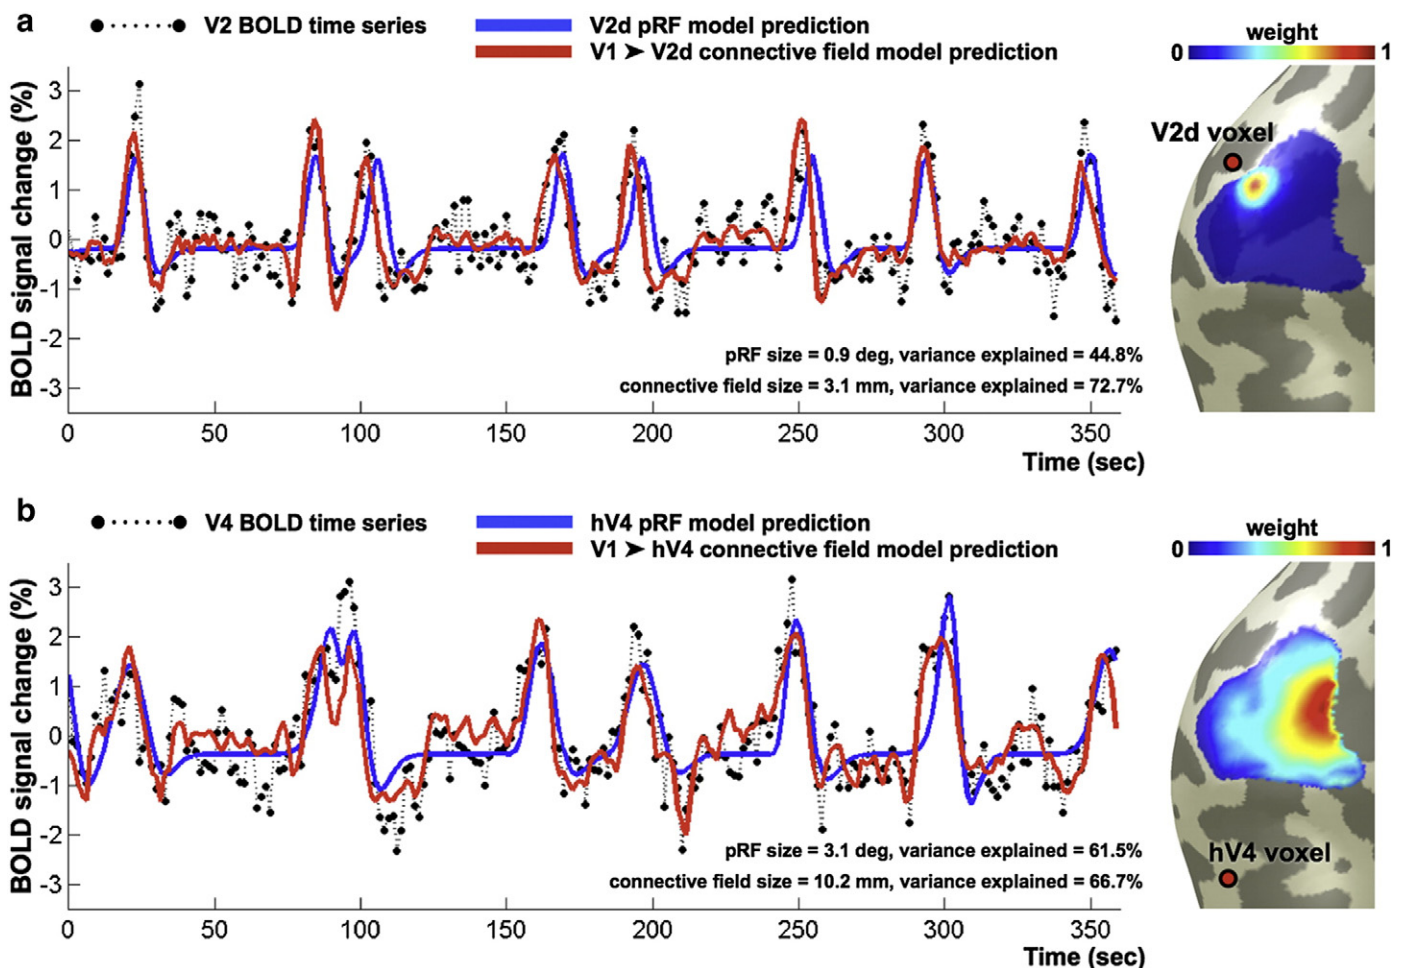 a
V2 BOLD time series
V2d pRF model prediction
V1 ➤ V2d connective field model prediction
weight
0 1
V2d voxel
BOLD signal change (%)
3
2
1
0
-1
-2
-3
pRF size = 0.9 deg, variance explained = 44.8%
connective field size = 3.1 mm, variance explained = 72.7%
0 50 100 150 200 250 300 350
Time (sec)
b
V4 BOLD time series
hV4 pRF model prediction
V1 ➤ hV4 connective field model prediction
weight
0 1
hV4 voxel
BOLD signal change (%)
3
2
1
0
-1
-2
-3
pRF size = 3.1 deg, variance explained = 61.5%
connective field size = 10.2 mm, variance explained = 66.7%
0 50 100 150 200 250 300 350
Time (sec)